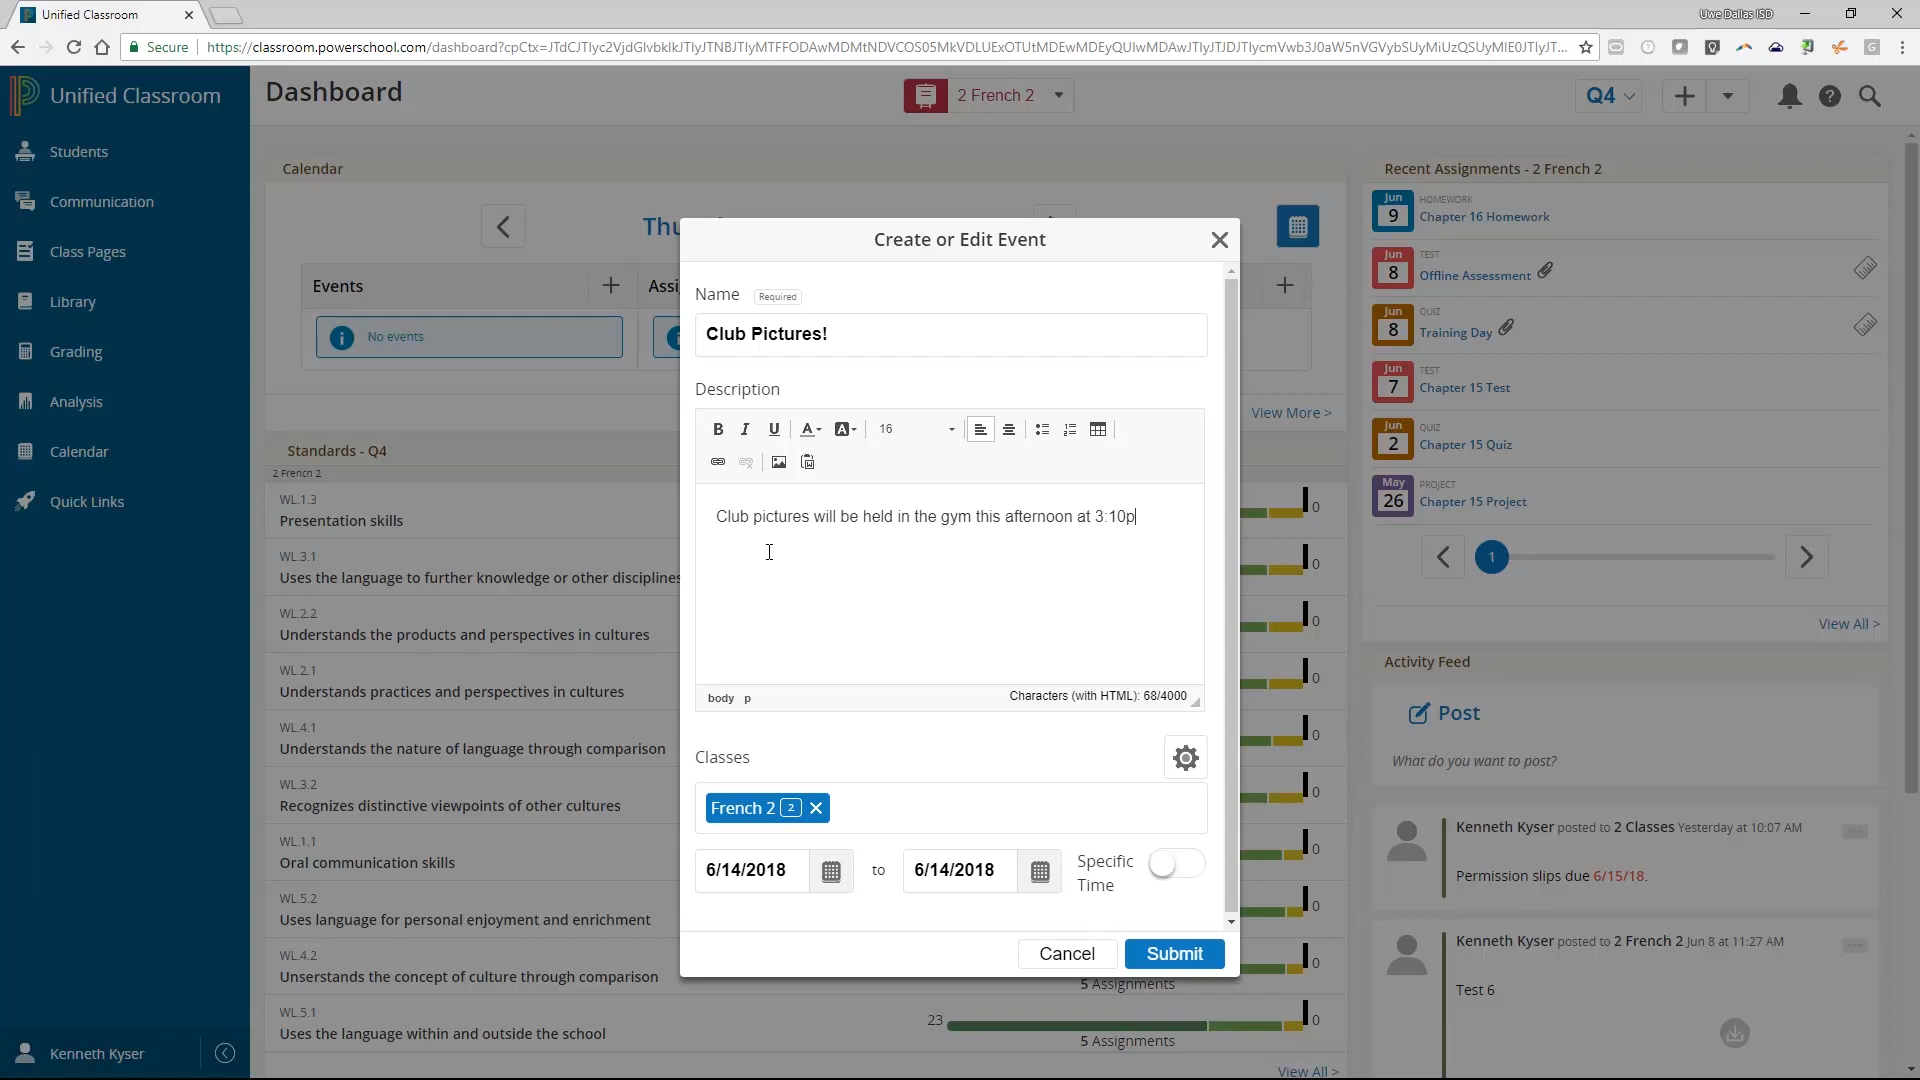 Unified Classroom
Uwe Dallas ISD
Secure
https://classroom.powerschool.com/dashboard?cpCtx=
Unified Classroom
Dashboard
2 French 2
Q4
Students
Communication
Class Pages
Library
Grading
Analysis
Calendar
Quick Links
Kenneth Kyser
Calendar
Thu
Events
Assi
No events
View More >
Standards - Q4
2 French 2
WL.1.3
Presentation skills
0
WL.3.1
Uses the language to further knowledge or other disciplines
0
WL.2.2
Understands the products and perspectives in cultures
0
WL.2.1
Understands practices and perspectives in cultures
0
WL.4.1
Understands the nature of language through comparison
0
WL.3.2
Recognizes distinctive viewpoints of other cultures
0
WL.1.1
Oral communication skills
0
WL.5.2
Uses language for personal enjoyment and enrichment
0
WL.4.2
Unserstands the concept of culture through comparison
0
5 Assignments
WL.5.1
Uses the language within and outside the school
23
0
5 Assignments
View All >
Create or Edit Event
Name Required
Club Pictures!
Description
B I U A A 16
Club pictures will be held in the gym this afternoon at 3:10p
body p
Characters (with HTML): 68/4000
Classes
French 2 2
6/14/2018 to 6/14/2018
Specific
Time
Cancel Submit
Recent Assignments - 2 French 2
Jun
9
HOMEWORK
Chapter 16 Homework
Jun
8
TEST
Offline Assessment
Jun
8
QUIZ
Training Day
Jun
7
TEST
Chapter 15 Test
Jun
2
QUIZ
Chapter 15 Quiz
May
26
PROJECT
Chapter 15 Project
1
View All >
Activity Feed
Post
What do you want to post?
Kenneth Kyser posted to 2 Classes Yesterday at 10:07 AM
Permission slips due 6/15/18.
Kenneth Kyser posted to 2 French 2 Jun 8 at 11:27 AM
Test 6